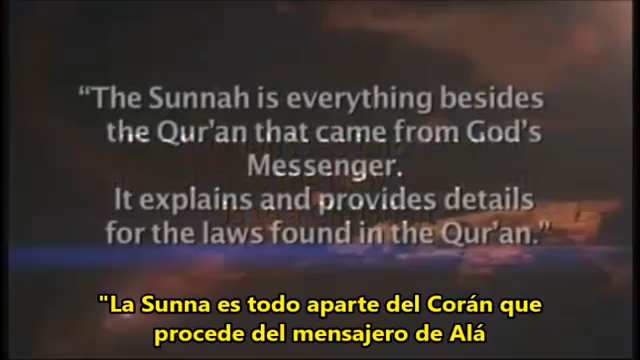 “The Sunnah is everything besides
the Qur'an that came from God's
Messenger.
It explains and provides details
for the laws found in the Qur'an.”
"La Sunna es todo aparte del Corán que
procede del mensajero de Alá